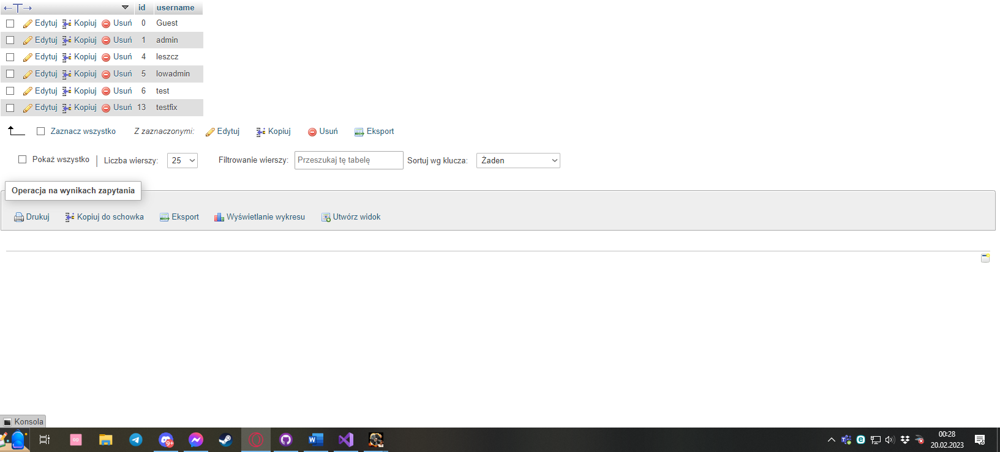 id username
Edytuj Kopiuj Usuń 0 Guest
Edytuj Kopiuj Usuń 1 admin
Edytuj Kopiuj Usuń 4 leszcz
Edytuj Kopiuj Usuń 5 lowadmin
Edytuj Kopiuj Usuń 6 test
Edytuj Kopiuj Usuń 13 testfix
Zaznacz wszystko Z zaznaczonymi: Edytuj Kopiuj Usuń Eksport
Pokaż wszystko Liczba wierszy: 25 Filtrowanie wierszy: Przeszukaj tę tabelę Sortuj wg klucza: Żaden
Operacja na wynikach zapytania
Drukuj Kopiuj do schowka Eksport Wyświetlanie wykresu Utwórz widok
Konsola
9+
00:28
20.02.2023